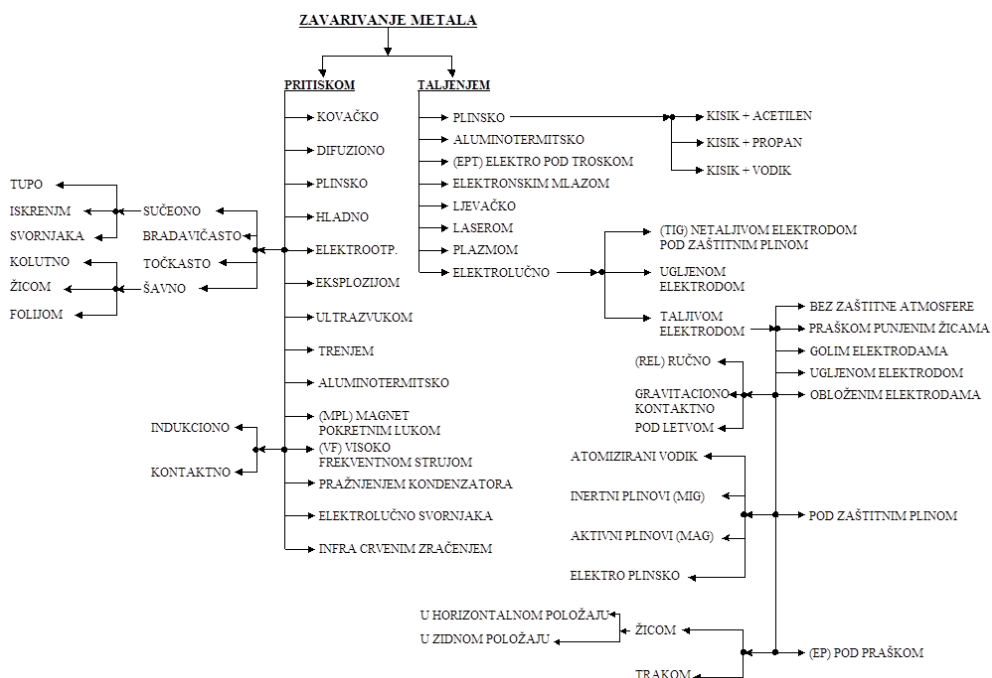 ZAVARIVANJE METALA
PRITISKOM
KOVAČKO
DIFUZIONO
PLINSKO
HLADNO
ELEKTROOTP.
EKSPLOZIJOM
ULTRAZVUKOM
TRENJEM
ALUMINOTERMITSKO
(MPL) MAGNET
POKRETNIM LUKOM
(VF) VISOKO
FREKVENTNOM STRUJOM
PRAŽNJENJEM KONDENZATORA
ELEKTROLUČNO SVORNJAKA
INFRA CRVENIM ZRAČENJEM
SUČEONO
BRADAVIČASTO
TOČKASTO
ŠAVNO
TUPO
ISKRENJM
SVORNJAKA
KOLUTNO
ŽICOM
FOLIJOM
INDUKCIONO
KONTAKTNO
TALJENJEM
PLINSKO
ALUMINOTERMITSKO
(EPT) ELEKTRO POD TROSKOM
ELEKTRONSKIM MLAZOM
LJEVAČKO
LASEROM
PLAZMOM
ELEKTROLUČNO
KISIK + ACETILEN
KISIK + PROPAN
KISIK + VODIK
(TIG) NETALJIVOM ELEKTRODOM
POD ZAŠTITNIM PLINOM
UGLJENOM
ELEKTRODOM
TALJIVOM
ELEKTRODOM
BEZ ZAŠTITNE ATMOSFERE
PRAŠKOM PUNJENIM ŽICAMA
GOLIM ELEKTRODAMA
UGLJENOM ELEKTRODOM
OBLOŽENIM ELEKTRODAMA
(REL) RUČNO
GRAVITACIONO
KONTAKTNO
POD LETVOM
POD ZAŠTITNIM PLINOM
ATOMIZIRANI VODIK
INERTNI PLINOVI (MIG)
AKTIVNI PLINOVI (MAG)
ELEKTRO PLINSKO
(EP) POD PRAŠKOM
ŽICOM
TRAKOM
U HORIZONTALNOM POLOŽAJU
U ZIDNOM POLOŽAJU